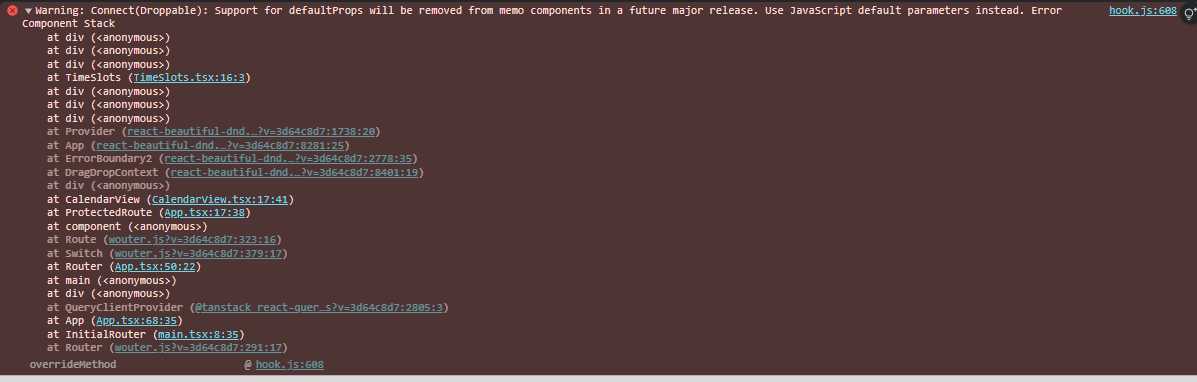 Warning: Connect(Droppable): Support for defaultProps will be removed from memo components in a future major release. Use JavaScript default parameters instead. Error hook.js:608
Component Stack
at div (<anonymous>)
at div (<anonymous>)
at div (<anonymous>)
at TimeSlots (TimeSlots.tsx:16:3)
at div (<anonymous>)
at div (<anonymous>)
at div (<anonymous>)
at Provider (react-beautiful-dnd.…?v=3d64c8d7:1738:20)
at App (react-beautiful-dnd.…?v=3d64c8d7:8281:25)
at ErrorBoundary2 (react-beautiful-dnd.…?v=3d64c8d7:2778:35)
at DragDropContext (react-beautiful-dnd.…?v=3d64c8d7:8401:19)
at div (<anonymous>)
at CalendarView (CalendarView.tsx:17:41)
at ProtectedRoute (App.tsx:17:38)
at component (<anonymous>)
at Route (wouter.js?v=3d64c8d7:323:16)
at Switch (wouter.js?v=3d64c8d7:379:17)
at Router (App.tsx:50:22)
at main (<anonymous>)
at div (<anonymous>)
at QueryClientProvider (@tanstack_react-quer…s?v=3d64c8d7:2805:3)
at App (App.tsx:68:35)
at InitialRouter (main.tsx:8:35)
at Router (wouter.js?v=3d64c8d7:291:17)
overrideMethod @ hook.js:608